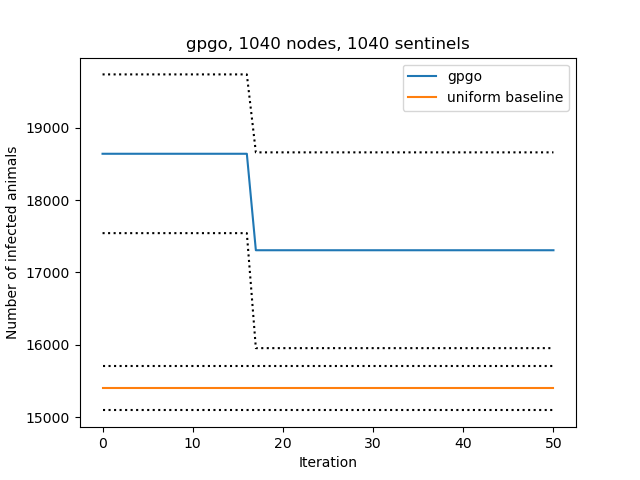 gpgo, 1040 nodes, 1040 sentinels
gpgo
uniform baseline
Number of infected animals
19000
18000
17000
16000
15000
0 10 20 30 40 50
Iteration